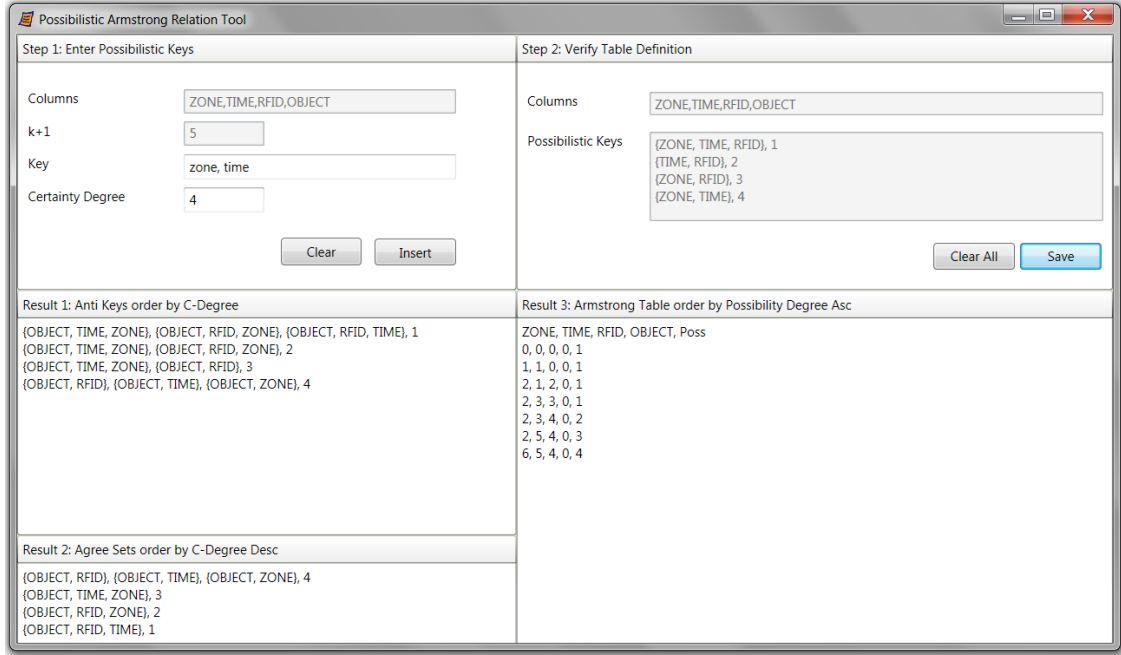 Possibilistic Armstrong Relation Tool
Step 1: Enter Possibilistic Keys
Columns
ZONE,TIME,RFID,OBJECT
k+1
5
Key
zone, time
Certainty Degree
4
Clear
Insert
Step 2: Verify Table Definition
Columns
ZONE,TIME,RFID,OBJECT
Possibilistic Keys
{ZONE, TIME, RFID}, 1
{TIME, RFID}, 2
{ZONE, RFID}, 3
{ZONE, TIME}, 4
Clear All
Save
Result 1: Anti Keys order by C-Degree
{OBJECT, TIME, ZONE}, {OBJECT, RFID, ZONE}, {OBJECT, RFID, TIME}, 1
{OBJECT, TIME, ZONE}, {OBJECT, RFID, ZONE}, 2
{OBJECT, TIME, ZONE}, {OBJECT, RFID}, 3
{OBJECT, RFID}, {OBJECT, TIME}, {OBJECT, ZONE}, 4
Result 2: Agree Sets order by C-Degree Desc
{OBJECT, RFID}, {OBJECT, TIME}, {OBJECT, ZONE}, 4
{OBJECT, TIME, ZONE}, 3
{OBJECT, RFID, ZONE}, 2
{OBJECT, RFID, TIME}, 1
Result 3: Armstrong Table order by Possibility Degree Asc
ZONE, TIME, RFID, OBJECT, Poss
0, 0, 0, 0, 1
1, 1, 0, 0, 1
2, 1, 2, 0, 1
2, 3, 3, 0, 1
2, 3, 4, 0, 2
2, 5, 4, 0, 3
6, 5, 4, 0, 4